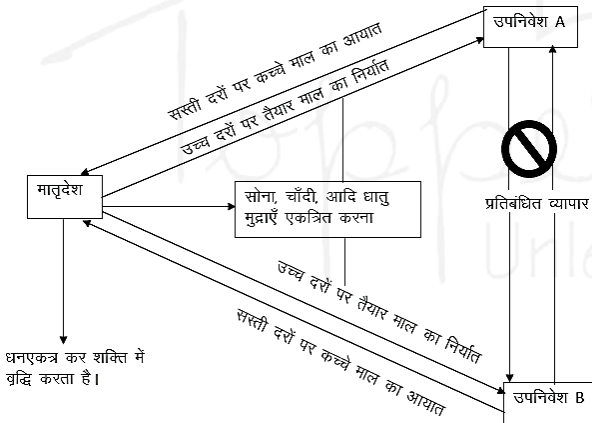 उपनिवेश A
सस्ती दरों पर कच्चे माल का आयात
उच्च दरों पर तैयार माल का निर्यात
मातृदेश
सोना, चाँदी, आदि धातु
मुद्राएँ एकत्रित करना
प्रतिबंधित व्यापार
उच्च दरों पर तैयार माल का निर्यात
सस्ती दरों पर कच्चे माल का आयात
धनएकत्र कर शक्ति में
वृद्धि करता है।
उपनिवेश B